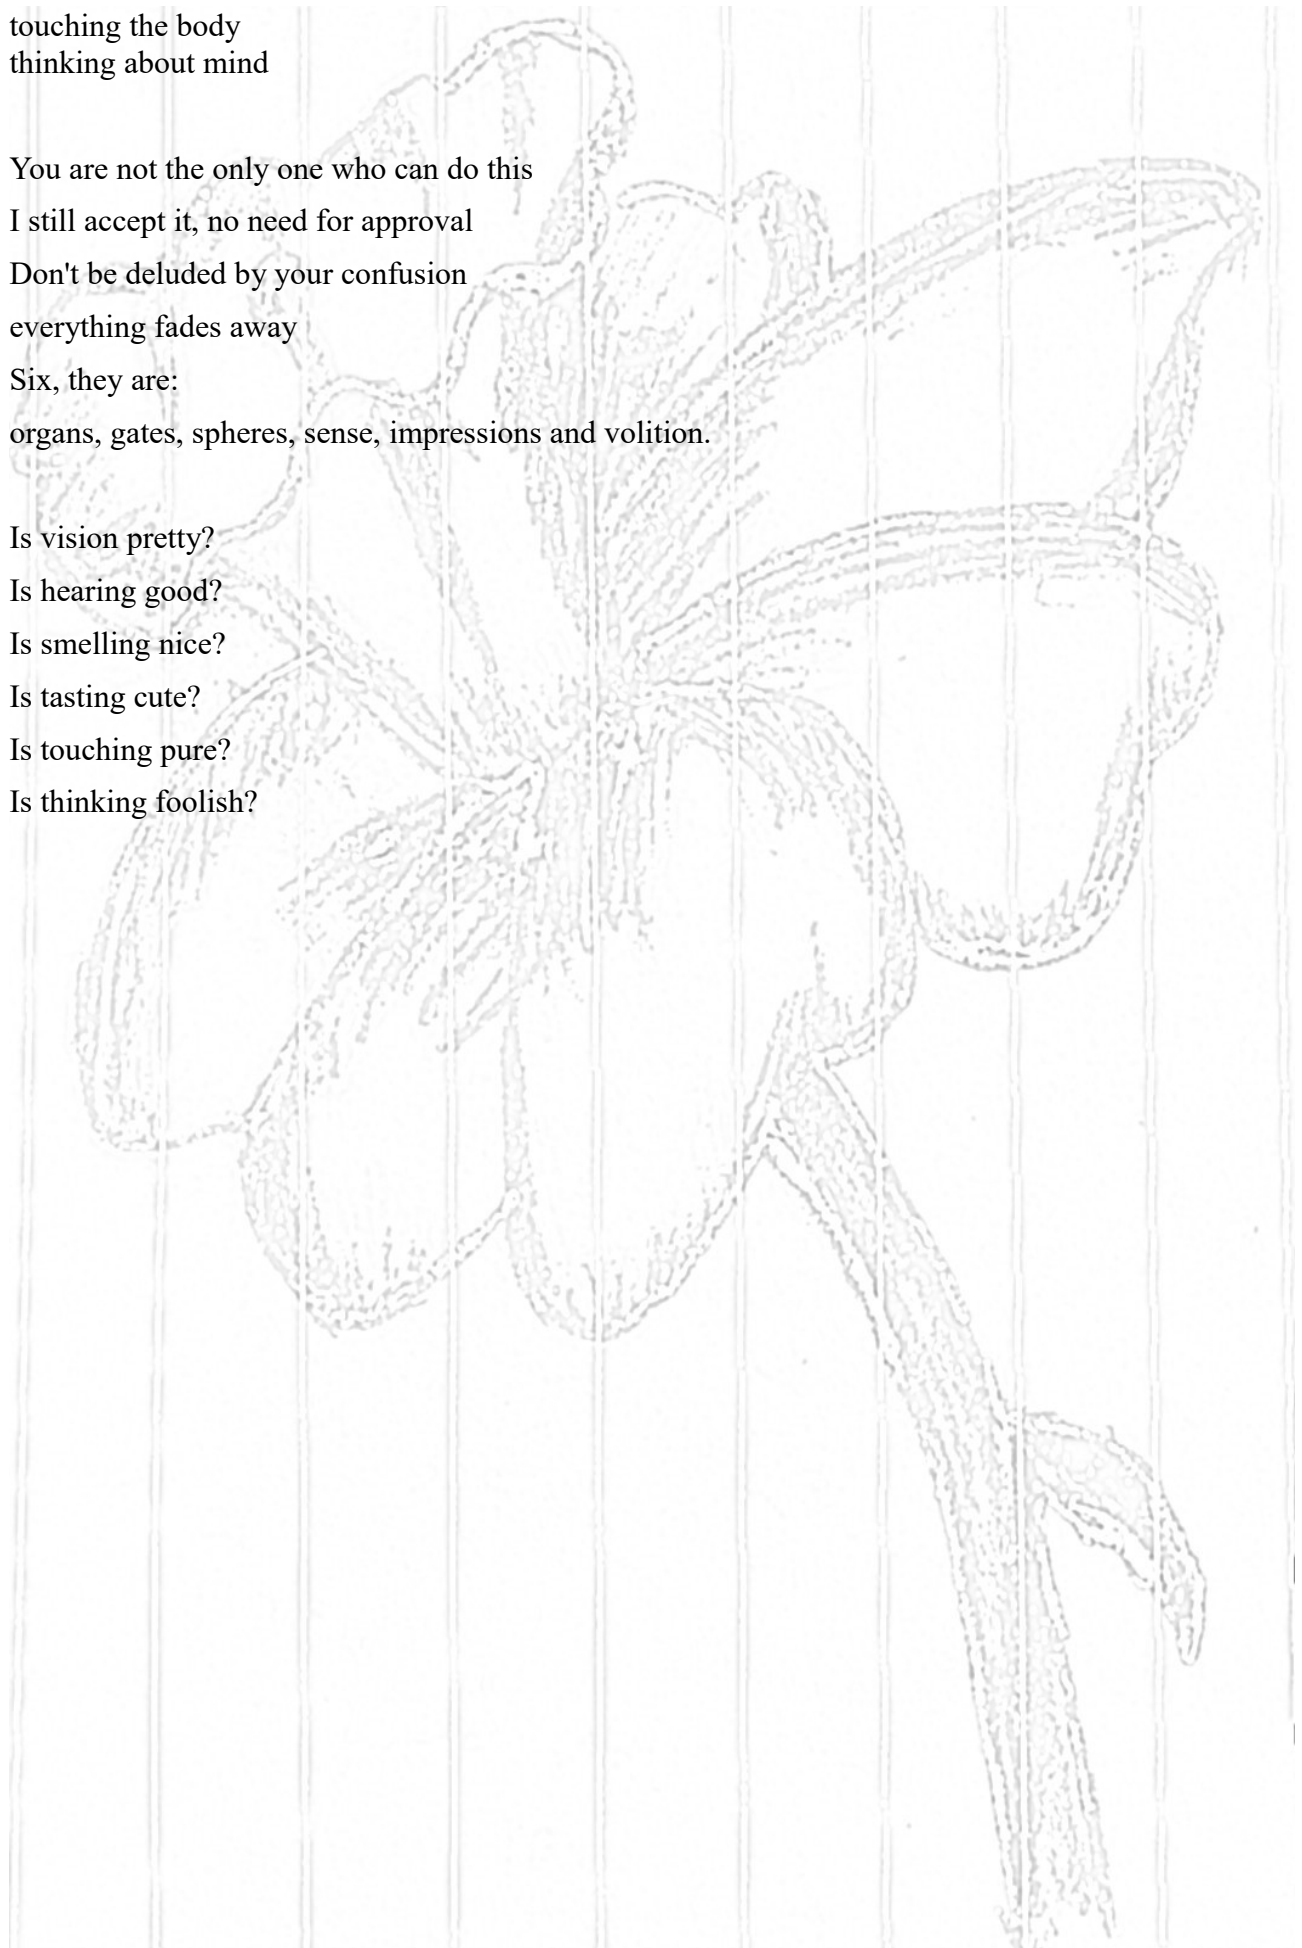 touching the body
thinking about mind
You are not the only one who can do this
I still accept it, no need for approval
Don't be deluded by your confusion
everything fades away
Six, they are:
organs, gates, spheres, sense, impressions and volition.
Is vision pretty?
Is hearing good?
Is smelling nice?
Is tasting cute?
Is touching pure?
Is thinking foolish?